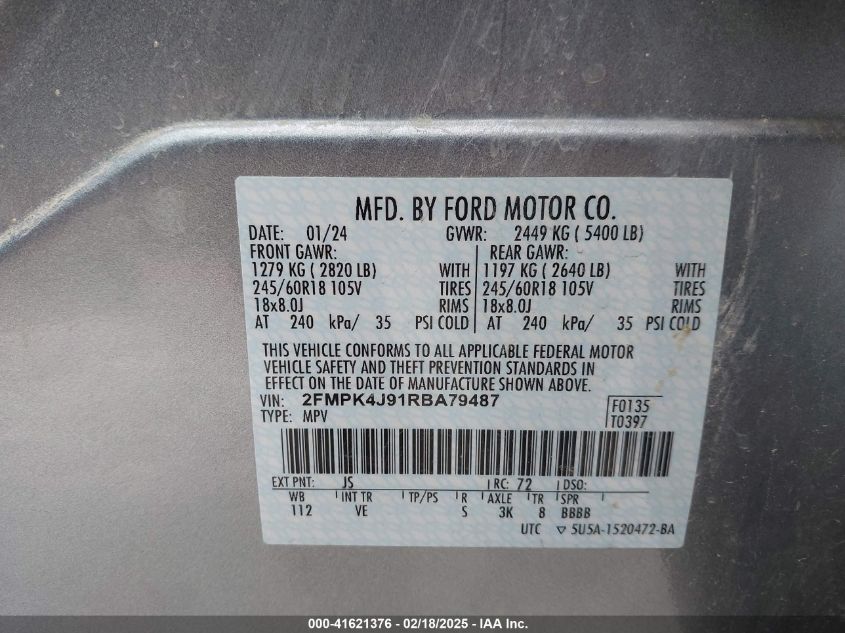 MFD. BY FORD MOTOR CO.
DATE: 01/24 GVWR: 2449 KG ( 5400 LB)
FRONT GAWR: REAR GAWR:
1279 KG ( 2820 LB) WITH 1197 KG ( 2640 LB) WITH
245/60R18 105V TIRES 245/60R18 105V TIRES
18x8.0J RIMS 18x8.0J RIMS
AT 240 kPa/ 35 PSI COLD AT 240 kPa/ 35 PSI COLD
THIS VEHICLE CONFORMS TO ALL APPLICABLE FEDERAL MOTOR
VEHICLE SAFETY AND THEFT PREVENTION STANDARDS IN
EFFECT ON THE DATE OF MANUFACTURE SHOWN ABOVE.
VIN: 2FMPK4J91RBA79487 F0135
TYPE: MPV T0397
EXT PNT: JS RC: 72 DSO:
WB INT TR TP/PS R AXLE TR SPR
112 VE S 3K 8 BBBB
UTC ▽ 5U5A-1520472-BA
000-41621376 - 02/18/2025 - IAA Inc.